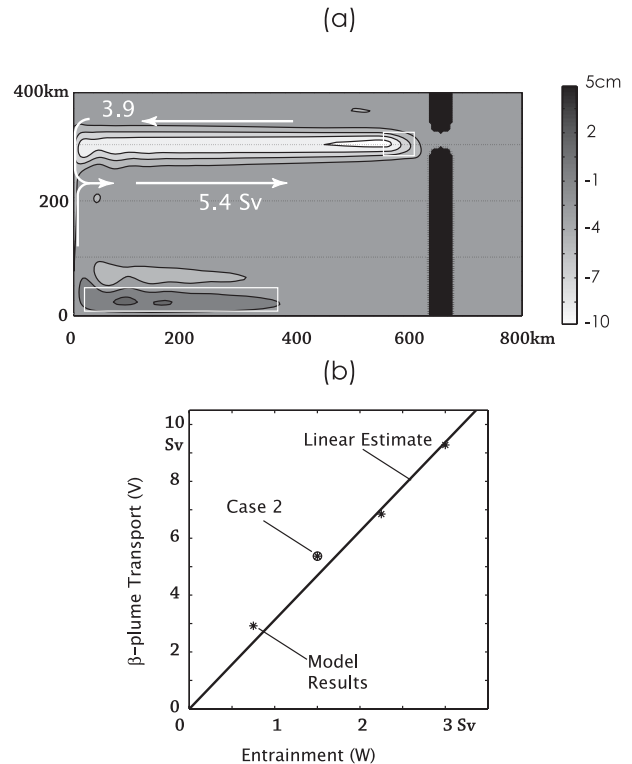 (a)
400km
200
0
0
200
400
600
800km
3.9
5.4 Sv
5cm
2
-1
-4
-7
-10
(b)
10
Sv
8
6
4
2
0
β-plume Transport (V)
Linear Estimate
Case 2
Model
Results
0
1
2
3 Sv
Entrainment (W)